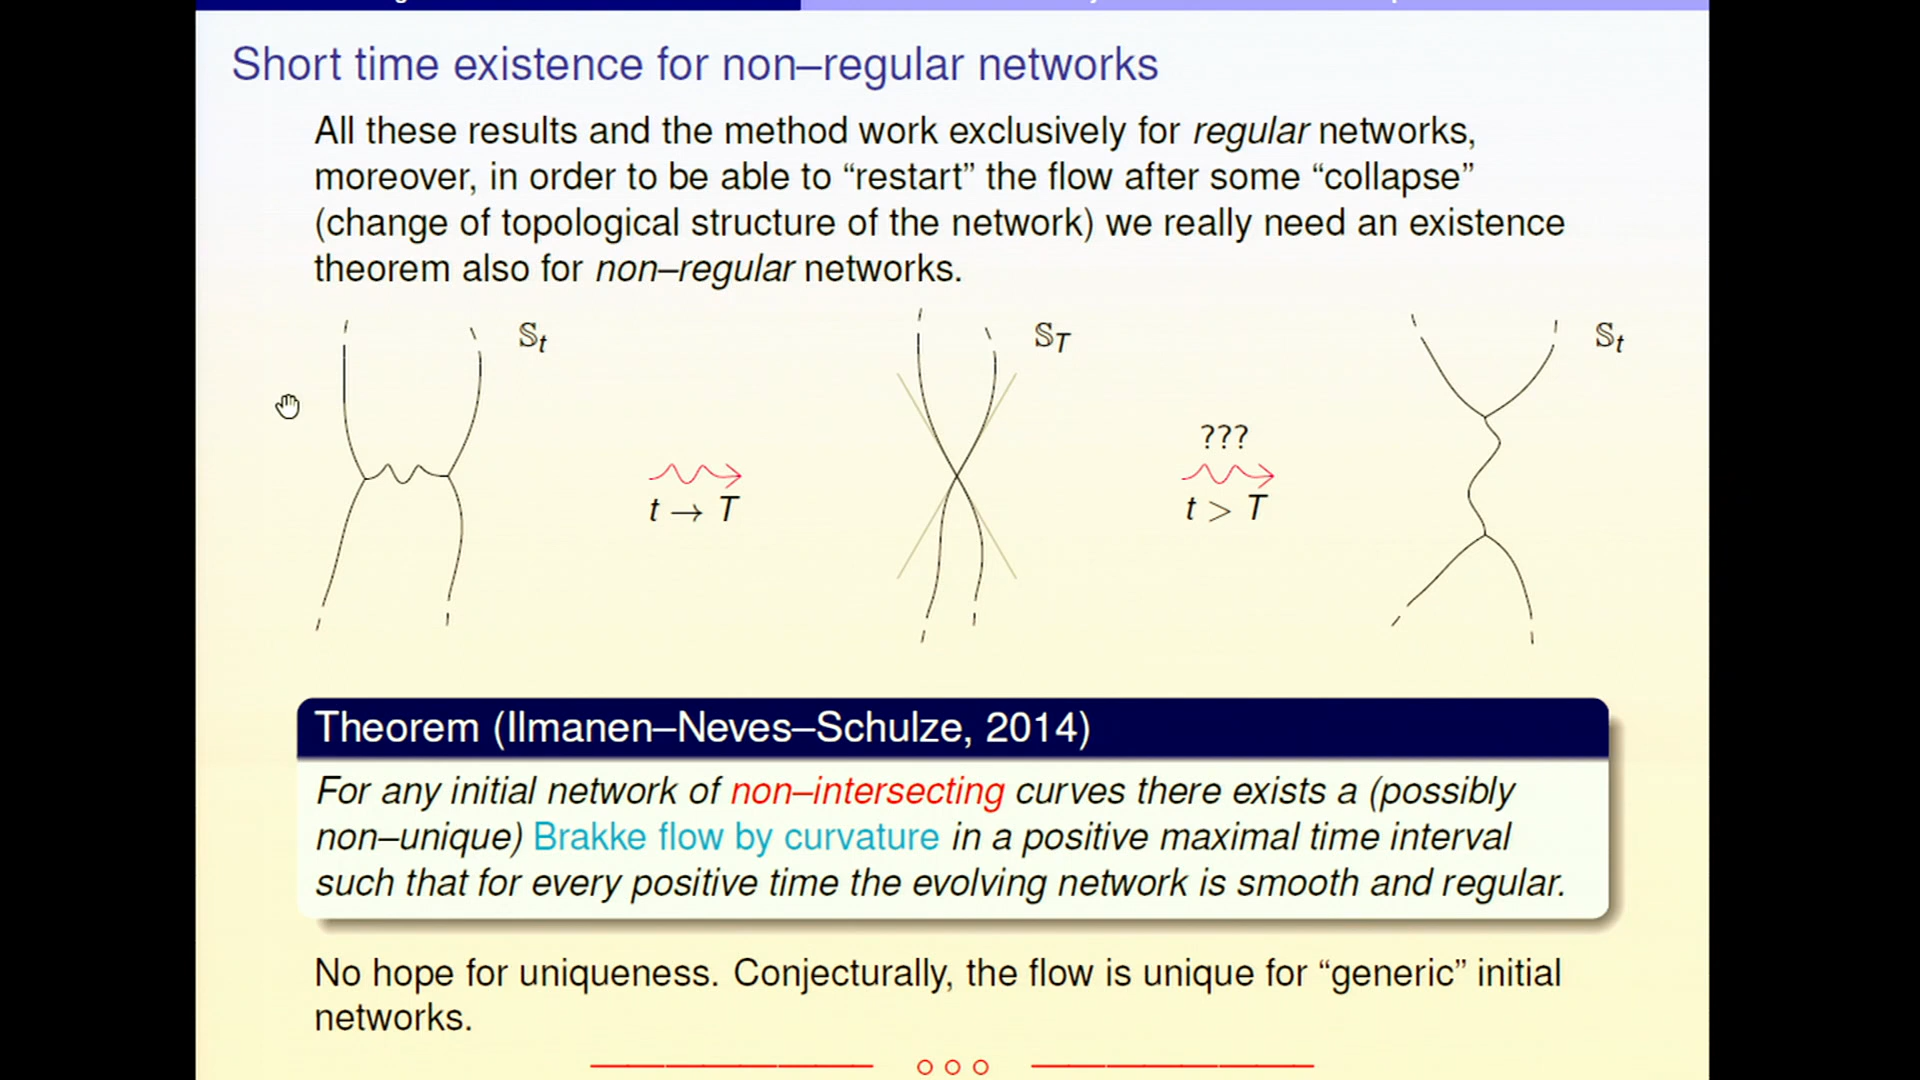 Short time existence for non–regular networks
All these results and the method work exclusively for regular networks,
moreover, in order to be able to “restart” the flow after some “collapse”
(change of topological structure of the network) we really need an existence
theorem also for non–regular networks.
𝕊t
𝕊T
𝕊t
t → T
???
t > T
Theorem (Ilmanen–Neves–Schulze, 2014)
For any initial network of non–intersecting curves there exists a (possibly
non–unique) Brakke flow by curvature in a positive maximal time interval
such that for every positive time the evolving network is smooth and regular.
No hope for uniqueness. Conjecturally, the flow is unique for “generic” initial
networks.